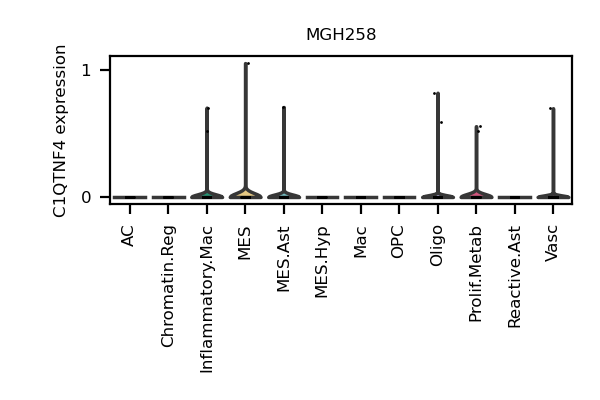 MGH258
C1QTNF4 expression
1
0
AC
Chromatin.Reg
Inflammatory.Mac
MES
MES.Ast
MES.Hyp
Mac
OPC
Oligo
Prolif.Metab
Reactive.Ast
Vasc